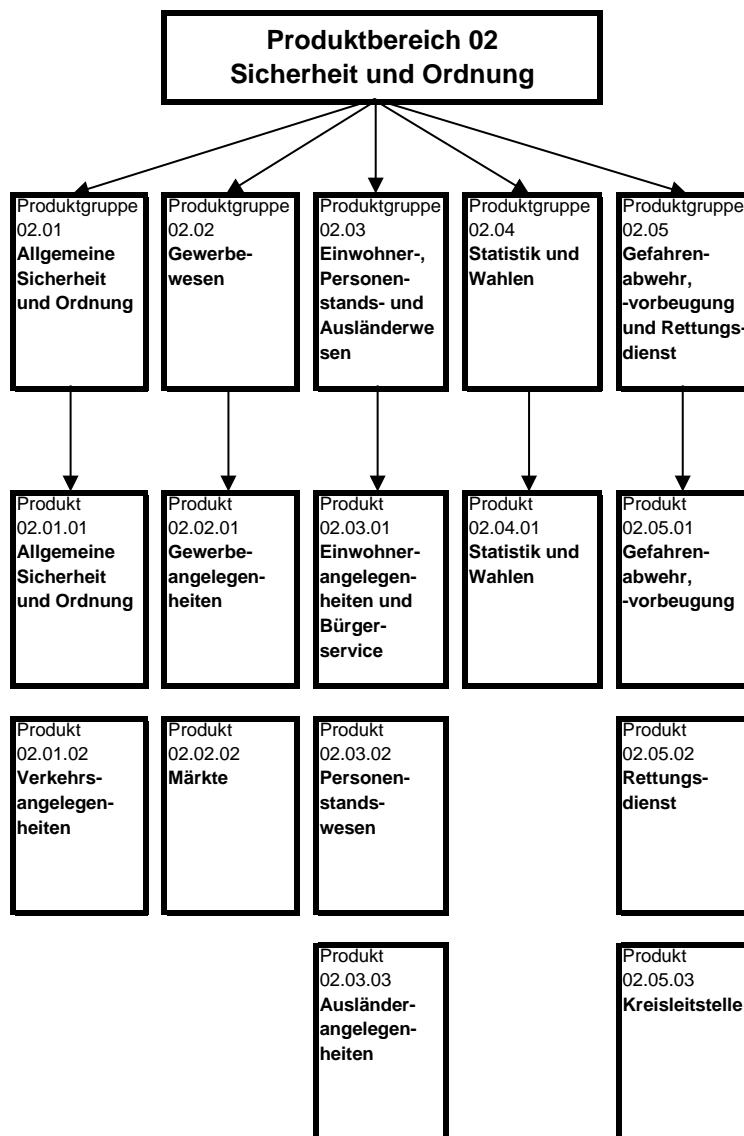 Produktbereich 02
Sicherheit und Ordnung
Produktgruppe
02.01
Allgemeine
Sicherheit
und Ordnung
Produktgruppe
02.02
Gewerbe-
wesen
Produktgruppe
02.03
Einwohner-,
Personen-
stands- und
Ausländerwe
sen
Produktgruppe
02.04
Statistik und
Wahlen
Produktgruppe
02.05
Gefahren-
abwehr,
-vorbeugung
und Rettungs-
dienst
Produkt
02.01.01
Allgemeine
Sicherheit
und Ordnung
Produkt
02.02.01
Gewerbe-
angelegen-
heiten
Produkt
02.03.01
Einwohner-
angelegen-
heiten und
Bürger-
service
Produkt
02.04.01
Statistik und
Wahlen
Produkt
02.05.01
Gefahren-
abwehr,
-vorbeugung
Produkt
02.01.02
Verkehrs-
angelegen-
heiten
Produkt
02.02.02
Märkte
Produkt
02.03.02
Personen-
stands-
wesen
Produkt
02.05.02
Rettungs-
dienst
Produkt
02.03.03
Ausländer-
angelegen-
heiten
Produkt
02.05.03
Kreisleitstelle